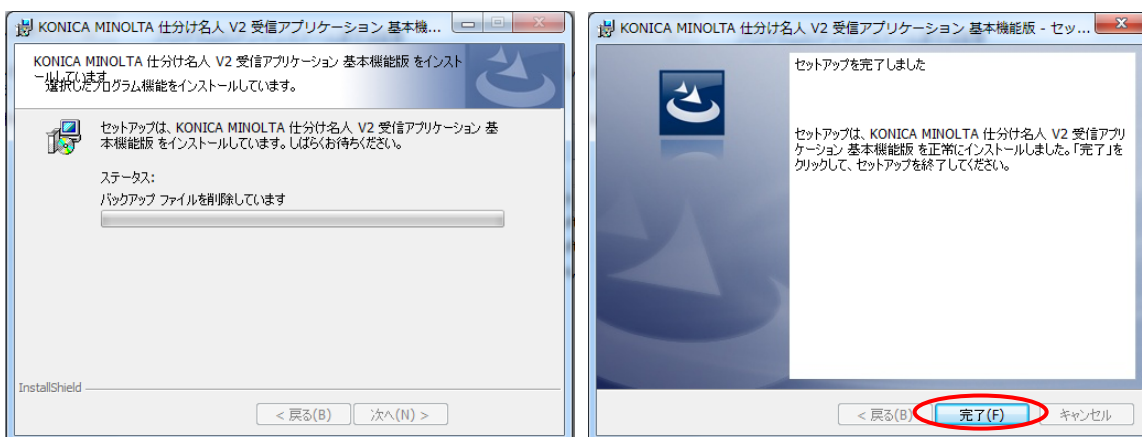 KONICA MINOLTA 仕分け名人 V2 受信アプリケーション 基本機...
KONICA MINOLTA 仕分け名人 V2 受信アプリケーション 基本機能版 をインスト
ールしています
選択したプログラム機能をインストールしています。
セットアップは、KONICA MINOLTA 仕分け名人 V2 受信アプリケーション 基
本機能版 をインストールしています。しばらくお待ちください。
ステータス:
バックアップ ファイルを削除しています
InstallShield
< 戻る(B)
次へ(N) >
KONICA MINOLTA 仕分け名人 V2 受信アプリケーション 基本機能版 - セッ...
セットアップを完了しました
セットアップは、KONICA MINOLTA 仕分け名人 V2 受信アプリ
ケーション 基本機能版 を正常にインストールしました。「完了」を
クリックして、セットアップを終了してください。
< 戻る(B)
完了(F)
キャンセル